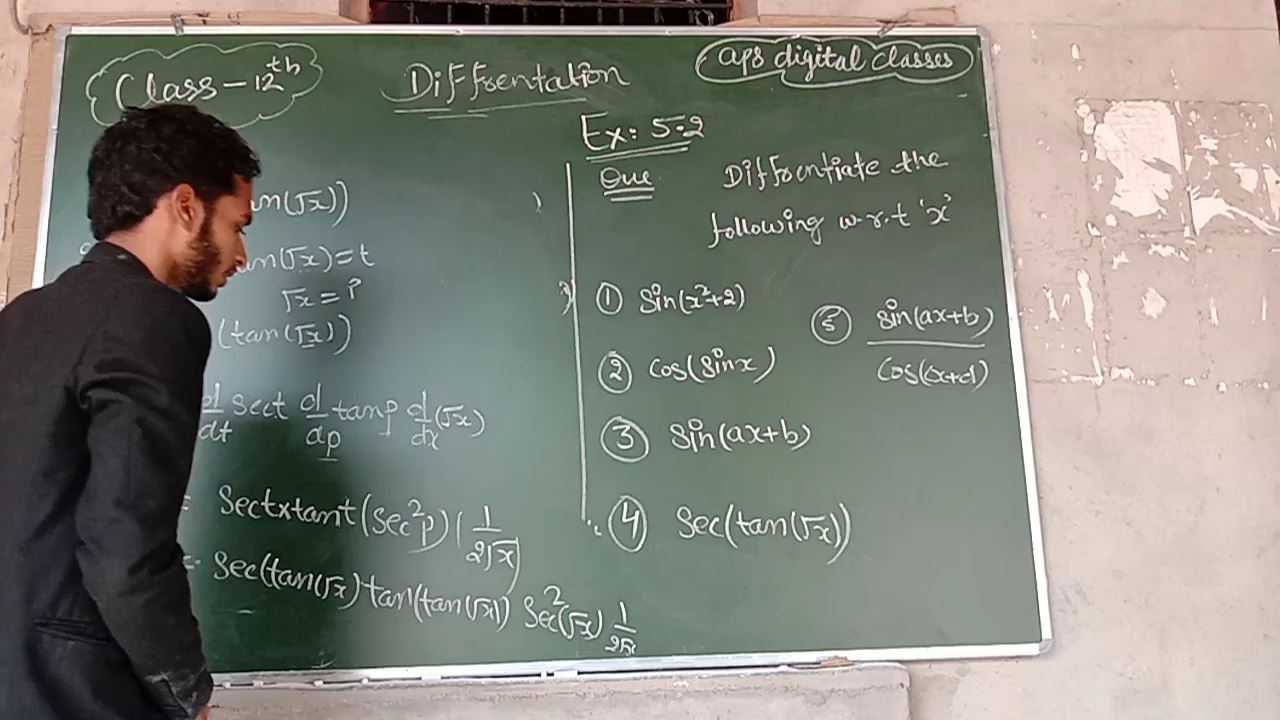 Class-12th
Diffrentation
aps digital classes
Ex: 5.2
Que Diffrentiate the
following w.r.t 'x'
① Sin(x²+2)
② Cos(Sinx)
③ Sin(ax+b)
④ Sec(tan(√x))
⑤ Sin(ax+b)
Cos(cx+d)
an(√x))
an(√x)=t
√x=P
(tan(√x))
d/dt Sect d/dp tanp d/dx(√x)
= Sect×tant(Sec²p)(1/2√x)
= Sec(tan(√x)tan(tan(√x)) Sec²(√x) 1/2√x